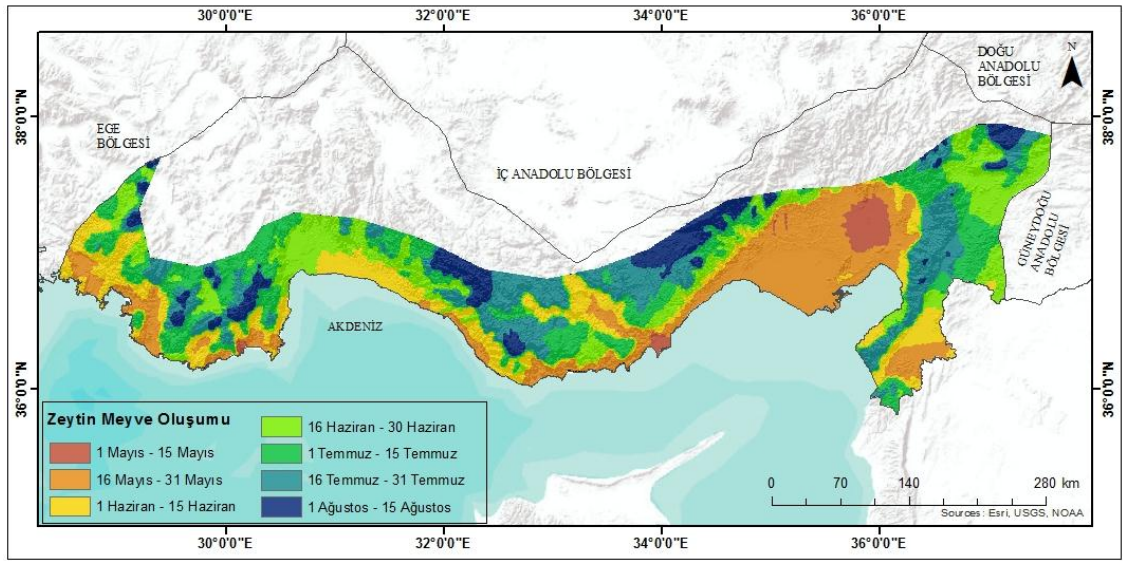 30°0'0"E 32°0'0"E 34°0'0"E 36°0'0"E
38°0'0"N
38°0'0"N
36°0'0"N
36°0'0"N
N
DOĞU
ANADOLU
BÖLGESİ
EGE
BÖLGESİ
İÇ ANADOLU BÖLGESİ
GÜNEYDOĞU
ANADOLU
BÖLGESİ
AKDENİZ
Zeytin Meyve Oluşumu
1 Mayıs - 15 Mayıs
16 Mayıs - 31 Mayıs
1 Haziran - 15 Haziran
16 Haziran - 30 Haziran
1 Temmuz - 15 Temmuz
16 Temmuz - 31 Temmuz
1 Ağustos - 15 Ağustos
0 70 140 280 km
Sources: Esri, USGS, NOAA
30°0'0"E 32°0'0"E 34°0'0"E 36°0'0"E